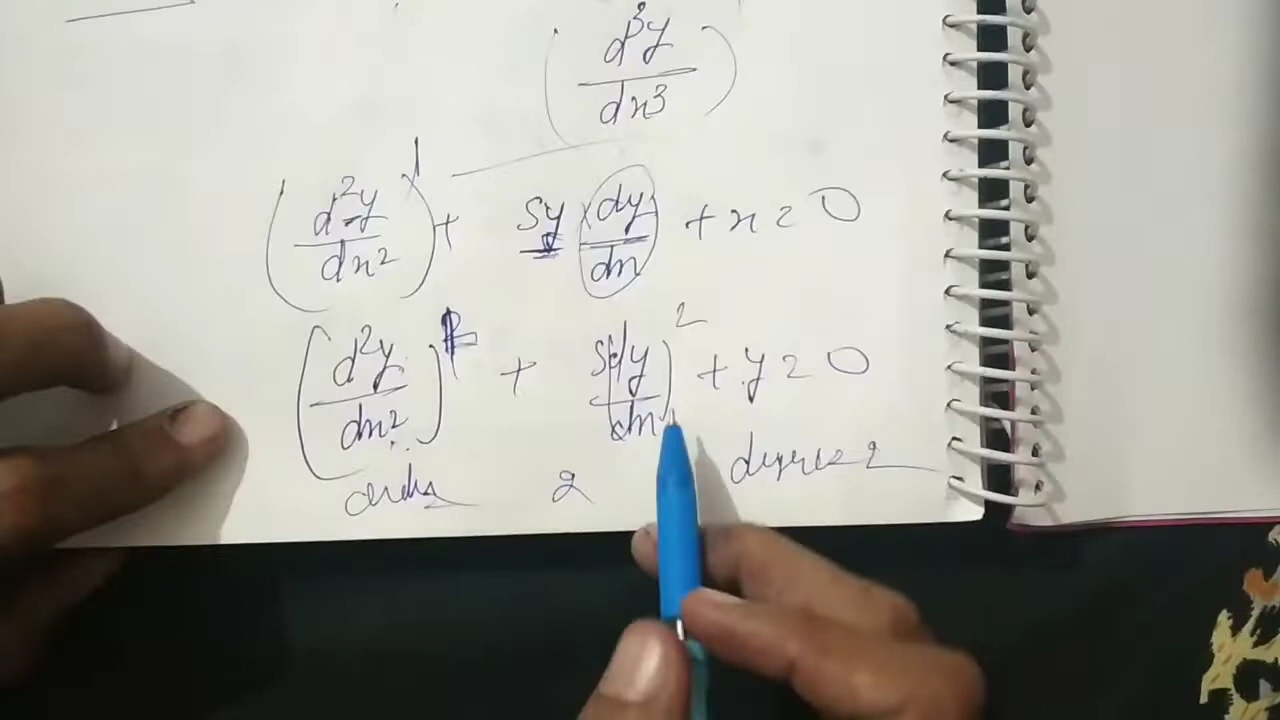 (d³y/dx³)
(d²y/dx²)¹ + 5y (dy/dx) + x = 0
(d²y/dx²) + 5(dy/dx)² + y = 0
order 2 degree 2